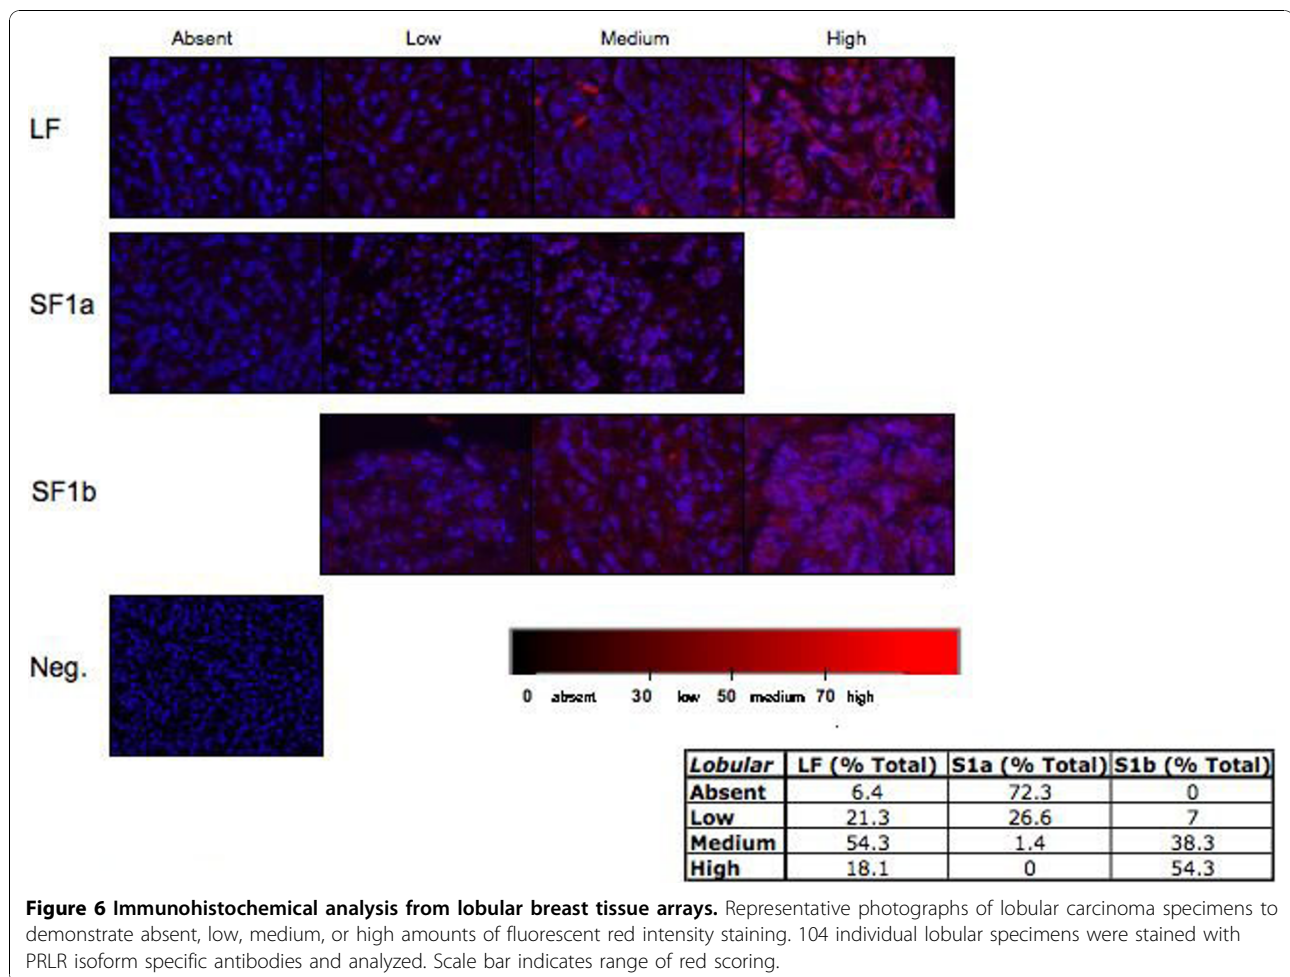 Absent Low Medium High
LF
SF1a
SF1b
Neg.
0 absent 30 low 50 medium 70 high
Lobular LF (% Total) S1a (% Total) S1b (% Total)
Absent 6.4 72.3 0
Low 21.3 26.6 7
Medium 54.3 1.4 38.3
High 18.1 0 54.3
Figure 6 Immunohistochemical analysis from lobular breast tissue arrays. Representative photographs of lobular carcinoma specimens to
demonstrate absent, low, medium, or high amounts of fluorescent red intensity staining. 104 individual lobular specimens were stained with
PRLR isoform specific antibodies and analyzed. Scale bar indicates range of red scoring.